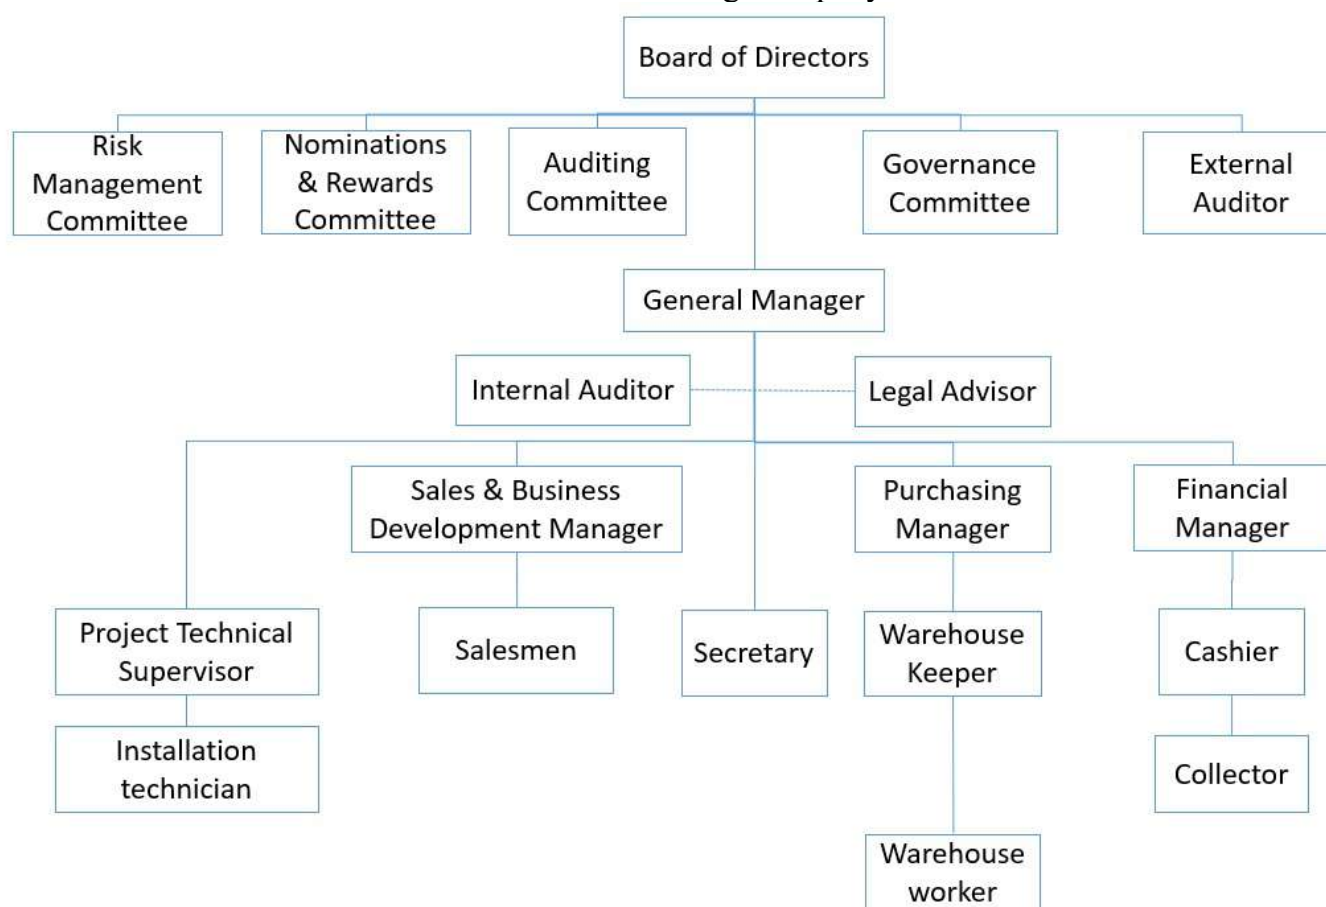 Board of Directors
Risk
Management
Committee
Nominations
& Rewards
Committee
Auditing
Committee
Governance
Committee
External
Auditor
General Manager
Internal Auditor
Legal Advisor
Sales & Business
Development Manager
Purchasing
Manager
Financial
Manager
Project Technical
Supervisor
Salesmen
Secretary
Warehouse
Keeper
Cashier
Installation
technician
Collector
Warehouse
worker